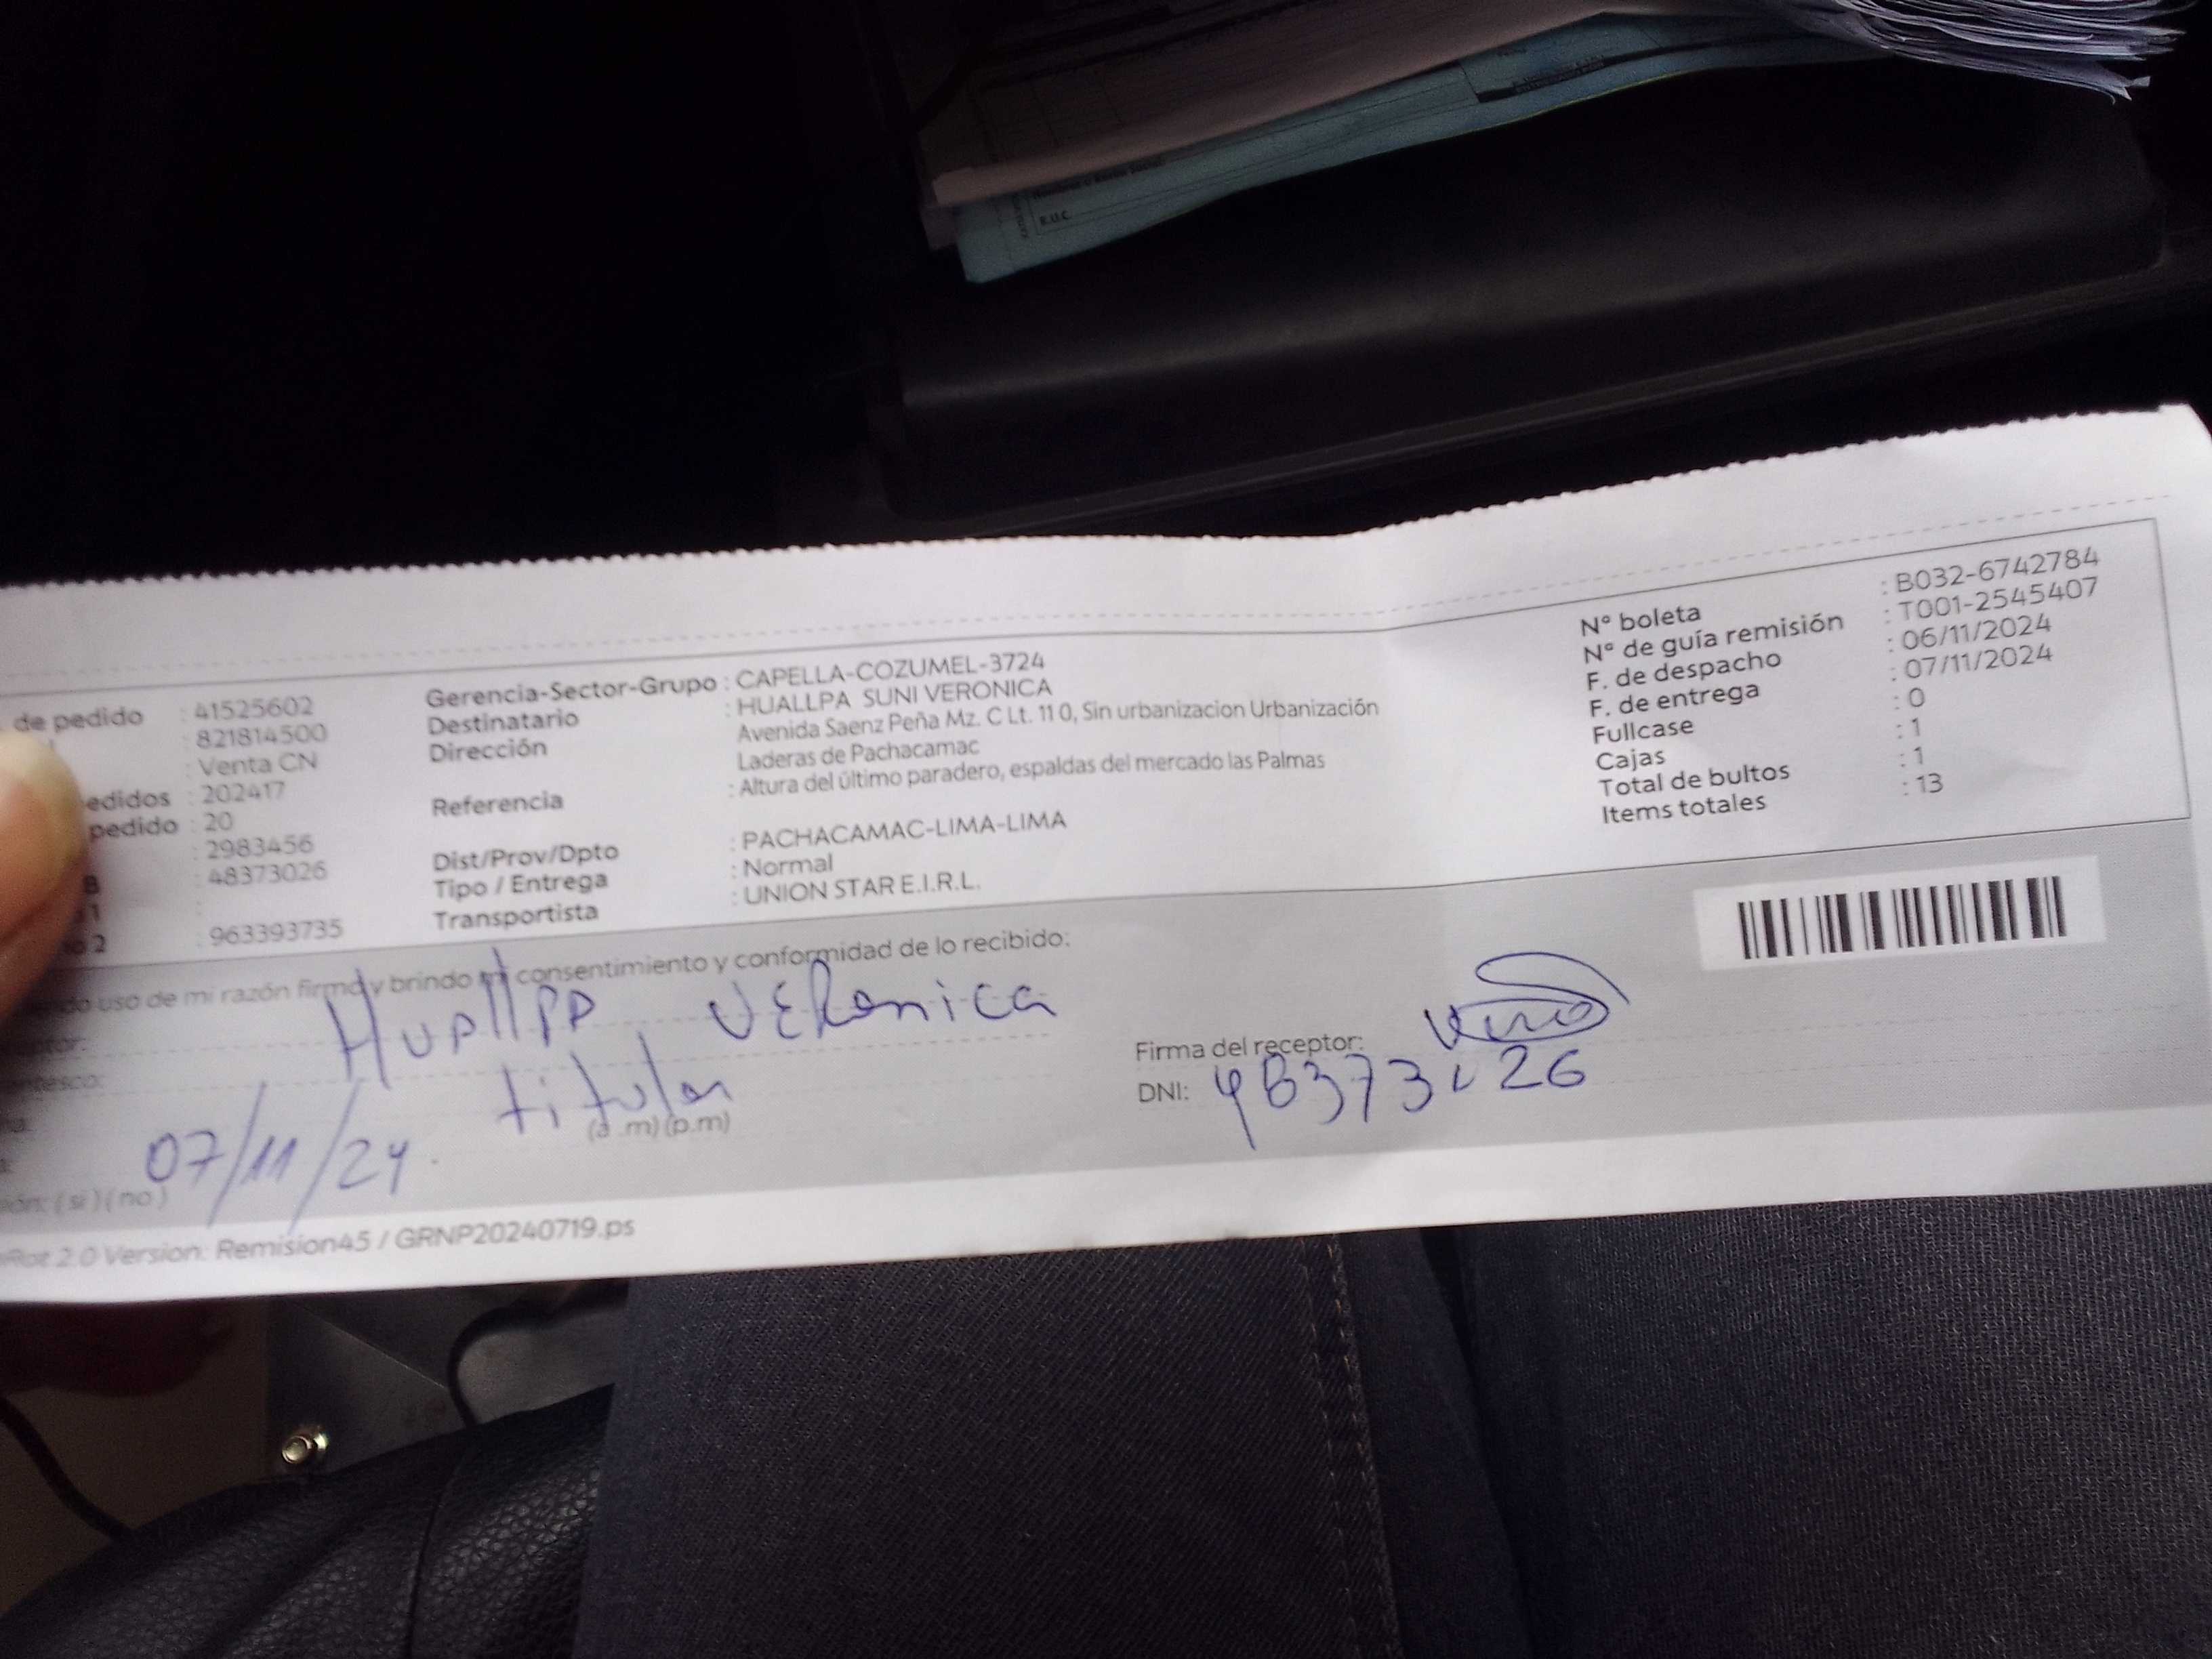 R.U.C.
Nº boleta : B032-6742784
Nº de guía remisión : T001-2545407
F. de despacho : 06/11/2024
F. de entrega : 07/11/2024
Fullcase : 0
Cajas : 1
Total de bultos : 1
Items totales : 13
de pedido : 41525602
: 821814500
: Venta CN
edidos : 202417
pedido : 20
: 2983456
: 48373026
:
: 963393735
Gerencia-Sector-Grupo : CAPELLA-COZUMEL-3724
Destinatario : HUALLPA SUNI VERONICA
Dirección Avenida Saenz Peña Mz. C Lt. 11 0, Sin urbanizacion Urbanización
Laderas de Pachacamac
Referencia : Altura del último paradero, espaldas del mercado las Palmas
Dist/Prov/Dpto : PACHACAMAC-LIMA-LIMA
Tipo / Entrega : Normal
Transportista : UNION STAR E.I.R.L.
uso de mi razón firmo y brindo mi consentimiento y conformidad de lo recibido:
Huallpa Veronica
titular
(a .m) (p.m)
07/11/24
(si) (no)
Firma del receptor:
DNI: 48373026
2.0 Version: Remision45 / GRNP20240719.ps